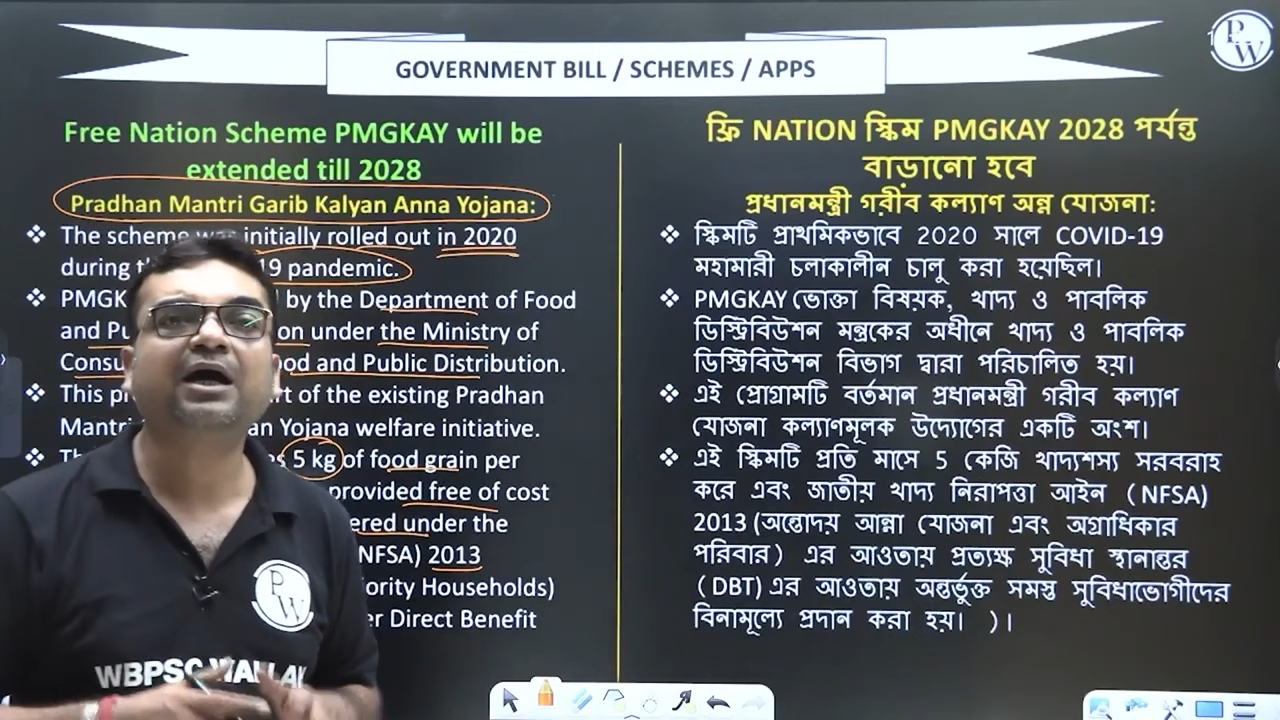 GOVERNMENT BILL / SCHEMES / APPS
PW
Free Nation Scheme PMGKAY will be
extended till 2028
Pradhan Mantri Garib Kalyan Anna Yojana:
❖ The scheme was initially rolled out in 2020
during th 19 pandemic.
❖ PMGK by the Department of Food
and Pu on under the Ministry of
Consu od and Public Distribution.
❖ This p rt of the existing Pradhan
Mantri an Yojana welfare initiative.
❖ Th s 5 kg of food grain per
provided free of cost
ered under the
NFSA) 2013
ority Households)
er Direct Benefit
ফ্রি NATION স্কিম PMGKAY 2028 পর্যন্ত
বাড়ানো হবে
প্রধানমন্ত্রী গরীব কল্যাণ অন্ন যোজনা:
❖ স্কিমটি প্রাথমিকভাবে 2020 সালে COVID-19
মহামারী চলাকালীন চালু করা হয়েছিল।
❖ PMGKAY ভোক্তা বিষয়ক, খাদ্য ও পাবলিক
ডিস্ট্রিবিউশন মন্ত্রকের অধীনে খাদ্য ও পাবলিক
ডিস্ট্রিবিউশন বিভাগ দ্বারা পরিচালিত হয়।
❖ এই প্রোগ্রামটি বর্তমান প্রধানমন্ত্রী গরীব কল্যাণ
যোজনা কল্যাণমূলক উদ্যোগের একটি অংশ।
❖ এই স্কিমটি প্রতি মাসে 5 কেজি খাদ্যশস্য সরবরাহ
করে এবং জাতীয় খাদ্য নিরাপত্তা আইন (NFSA)
2013 (অন্তোদয় আন্না যোজনা এবং অগ্রাধিকার
পরিবার) এর আওতায় প্রত্যক্ষ সুবিধা স্থানান্তর
(DBT) এর আওতায় অন্তর্ভুক্ত সমস্ত সুবিধাভোগীদের
বিনামূল্যে প্রদান করা হয়। )।
PW
WBPSC WALLAH